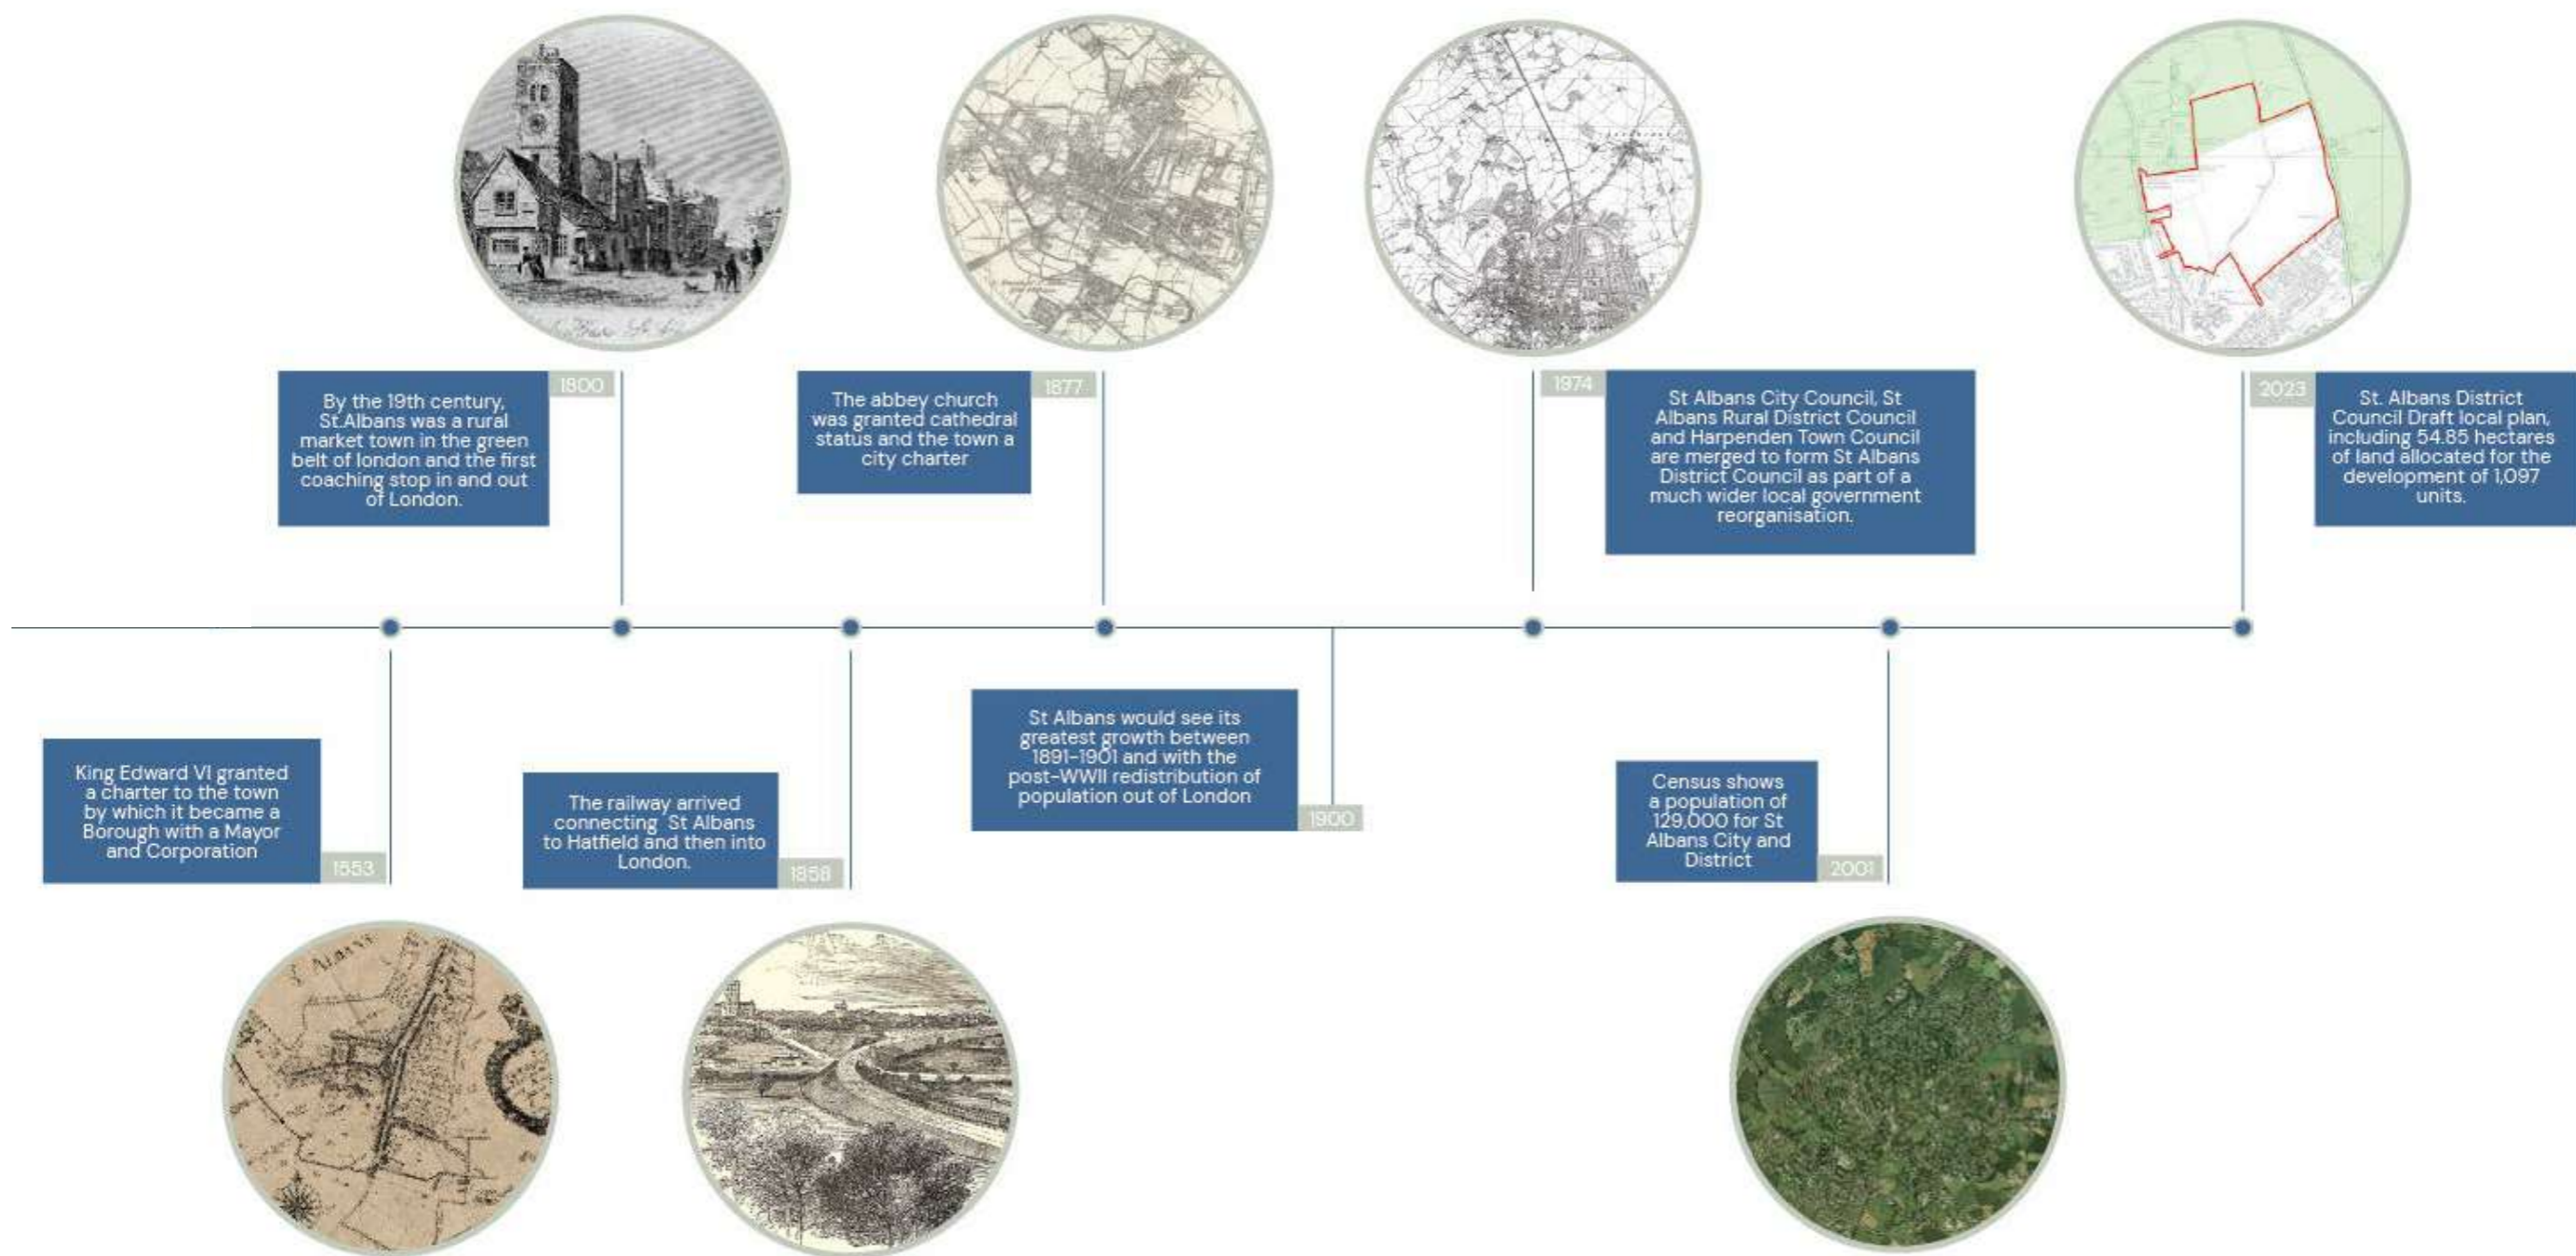 1800
By the 19th century,
St.Albans was a rural
market town in the green
belt of london and the first
coaching stop in and out
of London.
1877
The abbey church
was granted cathedral
status and the town a
city charter
1974
St Albans City Council, St
Albans Rural District Council
and Harpenden Town Council
are merged to form St Albans
District Council as part of a
much wider local government
reorganisation.
2023
St. Albans District
Council Draft local plan,
including 54.85 hectares
of land allocated for the
development of 1,097
units.
King Edward VI granted
a charter to the town
by which it became a
Borough with a Mayor
and Corporation
1553
The railway arrived
connecting St Albans
to Hatfield and then into
London.
1858
St Albans would see its
greatest growth between
1891-1901 and with the
post-WWII redistribution of
population out of London
1900
Census shows
a population of
129,000 for St
Albans City and
District
2001